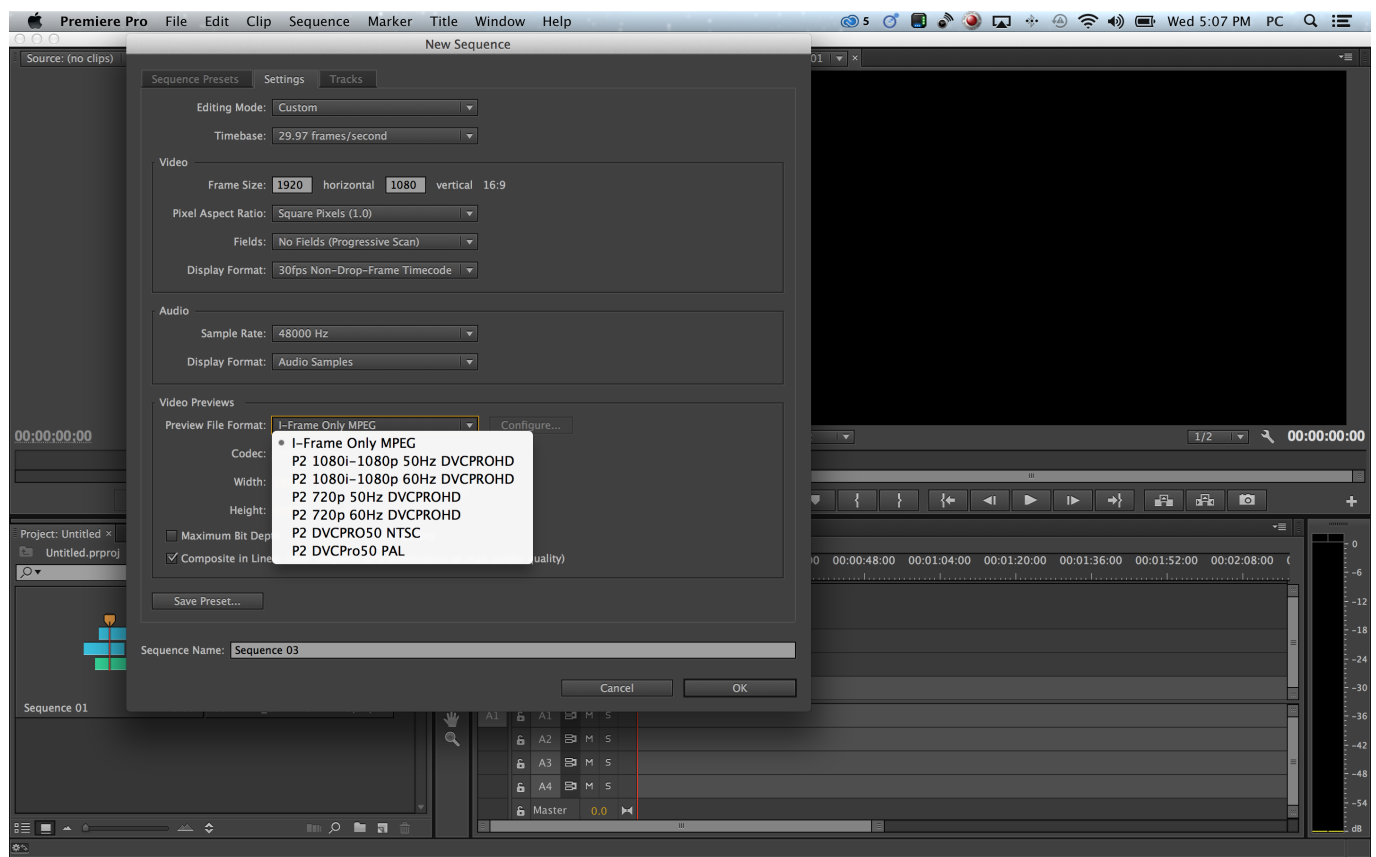 Premiere Pro File Edit Clip Sequence Marker Title Window Help 5 Wed 5:07 PM PC
New Sequence
Source: (no clips)
01
Sequence Presets Settings Tracks
Editing Mode: Custom
Timebase: 29.97 frames/second
Video
Frame Size: 1920 horizontal 1080 vertical 16:9
Pixel Aspect Ratio: Square Pixels (1.0)
Fields: No Fields (Progressive Scan)
Display Format: 30fps Non-Drop-Frame Timecode
Audio
Sample Rate: 48000 Hz
Display Format: Audio Samples
Video Previews
Preview File Format: I-Frame Only MPEG Configure...
I-Frame Only MPEG
Codec:
P2 1080i-1080p 50Hz DVCPROHD
P2 1080i-1080p 60Hz DVCPROHD
Width:
P2 720p 50Hz DVCPROHD
Height:
P2 720p 60Hz DVCPROHD
P2 DVCPRO50 NTSC
Maximum Bit Dep
P2 DVCPro50 PAL
Composite in Line uality)
Save Preset...
Sequence Name: Sequence 03
Cancel OK
00;00;00;00
1/2 00:00:00:00
Project: Untitled ×
Untitled.prproj
Sequence 01
00:00:48:00 00:01:04:00 00:01:20:00 00:01:36:00 00:01:52:00 00:02:08:00
A1 A1 M S
A2 M S
A3 M S
A4 M S
Master 0.0
0
-6
-12
-18
-24
-30
-36
-42
-48
-54
dB